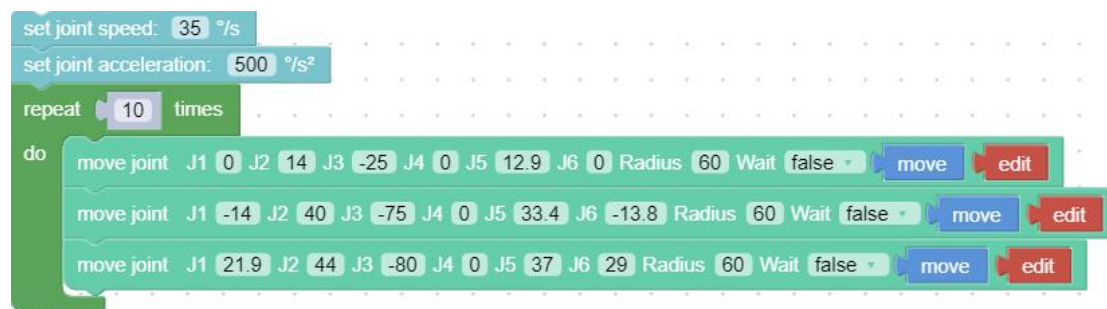 set joint speed: 35 °/s
set joint acceleration: 500 °/s²
repeat 10 times
do move joint J1 0 J2 14 J3 -25 J4 0 J5 12.9 J6 0 Radius 60 Wait false move edit
move joint J1 -14 J2 40 J3 -75 J4 0 J5 33.4 J6 -13.8 Radius 60 Wait false move edit
move joint J1 21.9 J2 44 J3 -80 J4 0 J5 37 J6 29 Radius 60 Wait false move edit